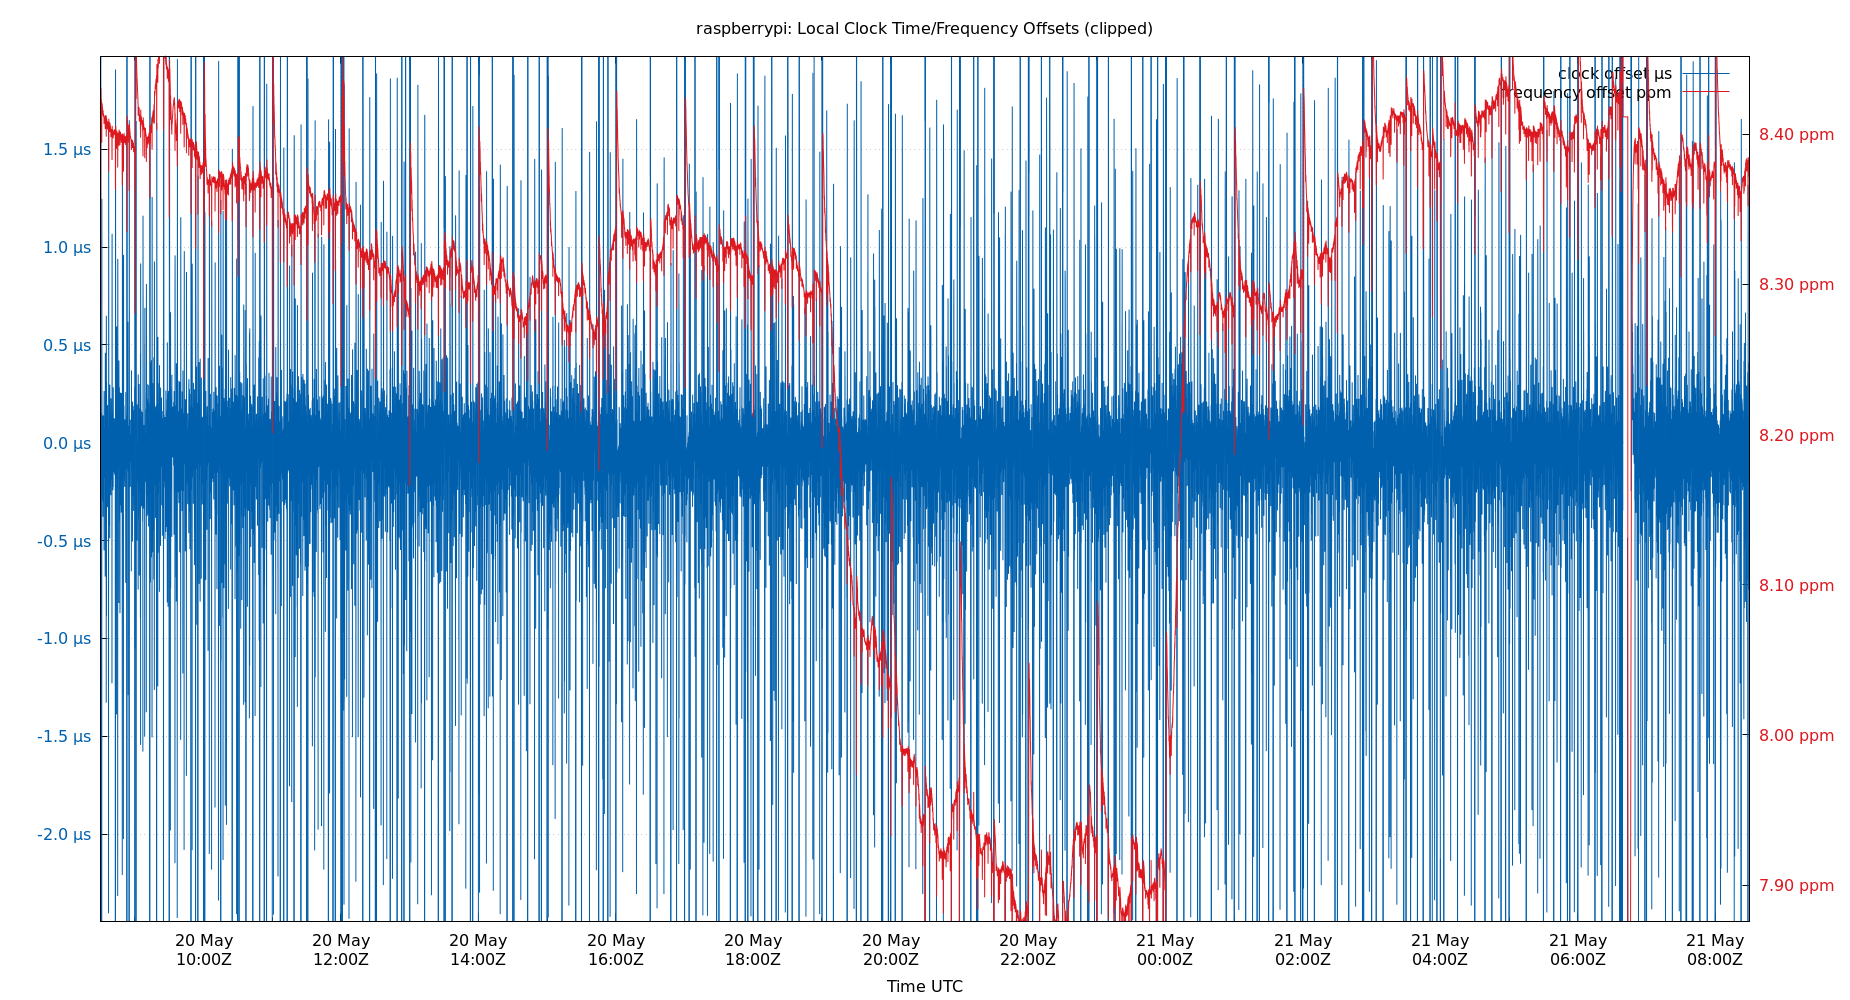 raspberrypi: Local Clock Time/Frequency Offsets (clipped)
clock offset µs
frequency offset ppm
1.5 µs
1.0 µs
0.5 µs
0.0 µs
-0.5 µs
-1.0 µs
-1.5 µs
-2.0 µs
8.40 ppm
8.30 ppm
8.20 ppm
8.10 ppm
8.00 ppm
7.90 ppm
20 May 20 May 20 May 20 May 20 May 20 May 20 May 21 May 21 May 21 May 21 May 21 May
10:00Z 12:00Z 14:00Z 16:00Z 18:00Z 20:00Z 22:00Z 00:00Z 02:00Z 04:00Z 06:00Z 08:00Z
Time UTC